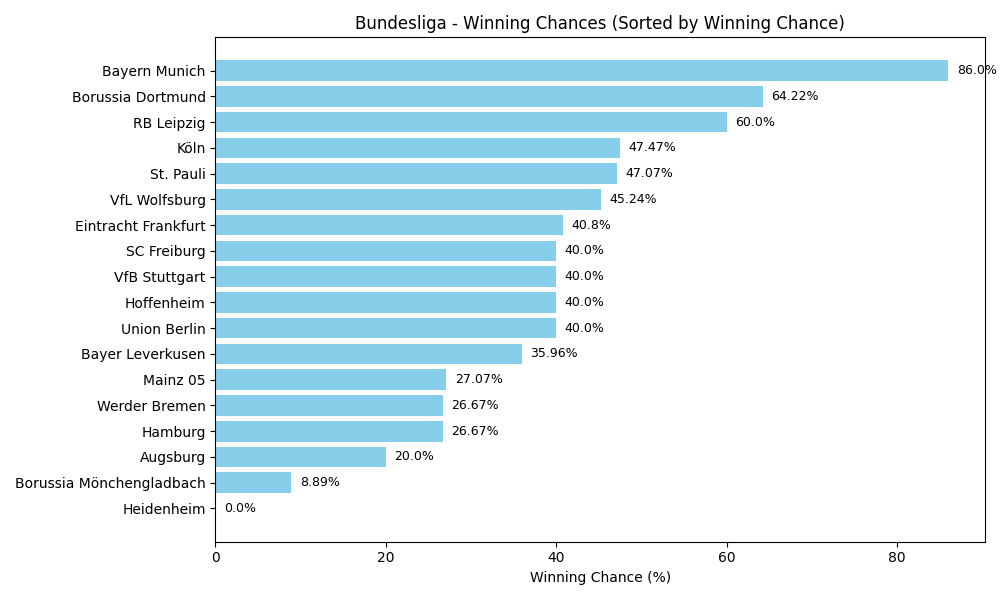 Bundesliga - Winning Chances (Sorted by Winning Chance)
Bayern Munich 86.0%
Borussia Dortmund 64.22%
RB Leipzig 60.0%
Köln 47.47%
St. Pauli 47.07%
VfL Wolfsburg 45.24%
Eintracht Frankfurt 40.8%
SC Freiburg 40.0%
VfB Stuttgart 40.0%
Hoffenheim 40.0%
Union Berlin 40.0%
Bayer Leverkusen 35.96%
Mainz 05 27.07%
Werder Bremen 26.67%
Hamburg 26.67%
Augsburg 20.0%
Borussia Mönchengladbach 8.89%
Heidenheim 0.0%
0 20 40 60 80
Winning Chance (%)